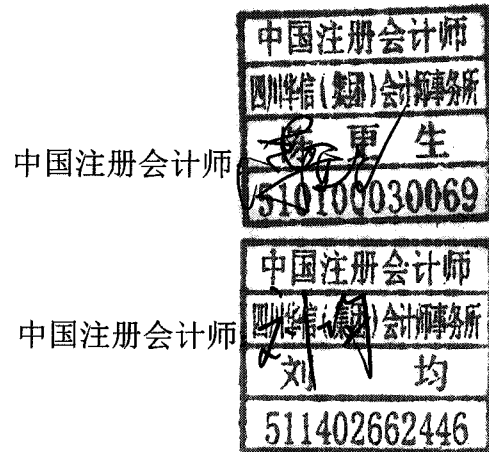 中国注册会计师
四川华信(集团)会计师事务所
更生
中国注册会计师
510100030069
中国注册会计师
四川华信(集团)会计师事务所
中国注册会计师
刘均
511402662446